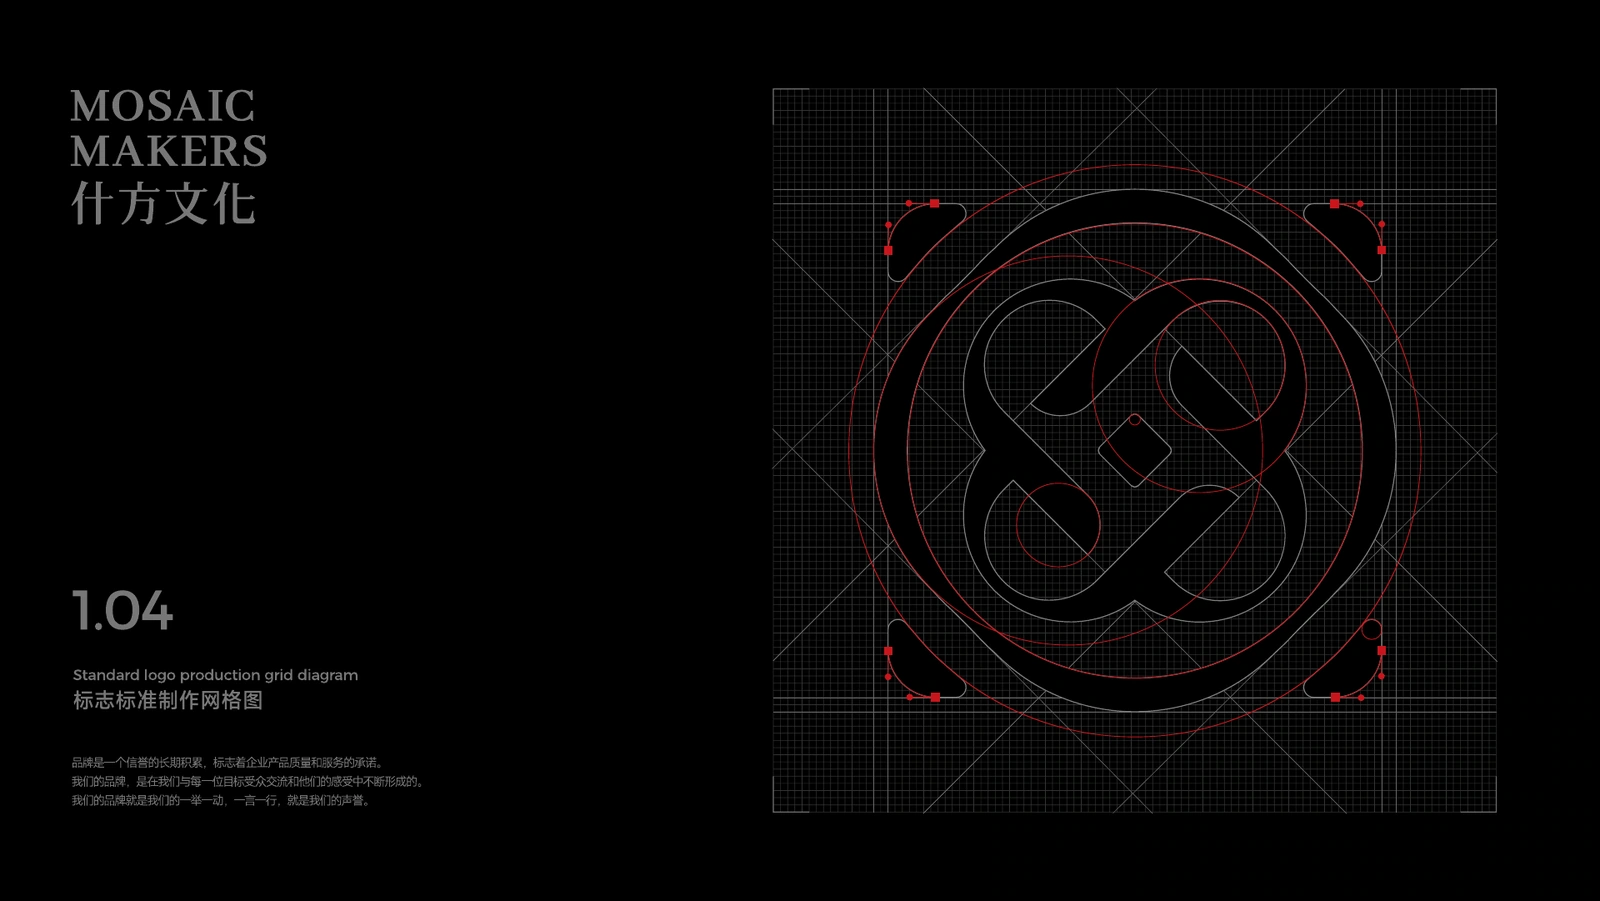 MOSAIC
MAKERS
什方文化
1.04
Standard logo production grid diagram
标志标准制作网格图
品牌是一个信誉的长期积累，标志着企业产品质量和服务的承诺。
我们的品牌，是在我们与每一位目标受众交流和他们的感受中不断形成的。
我们的品牌就是我们的一举一动，一言一行，就是我们的声誉。